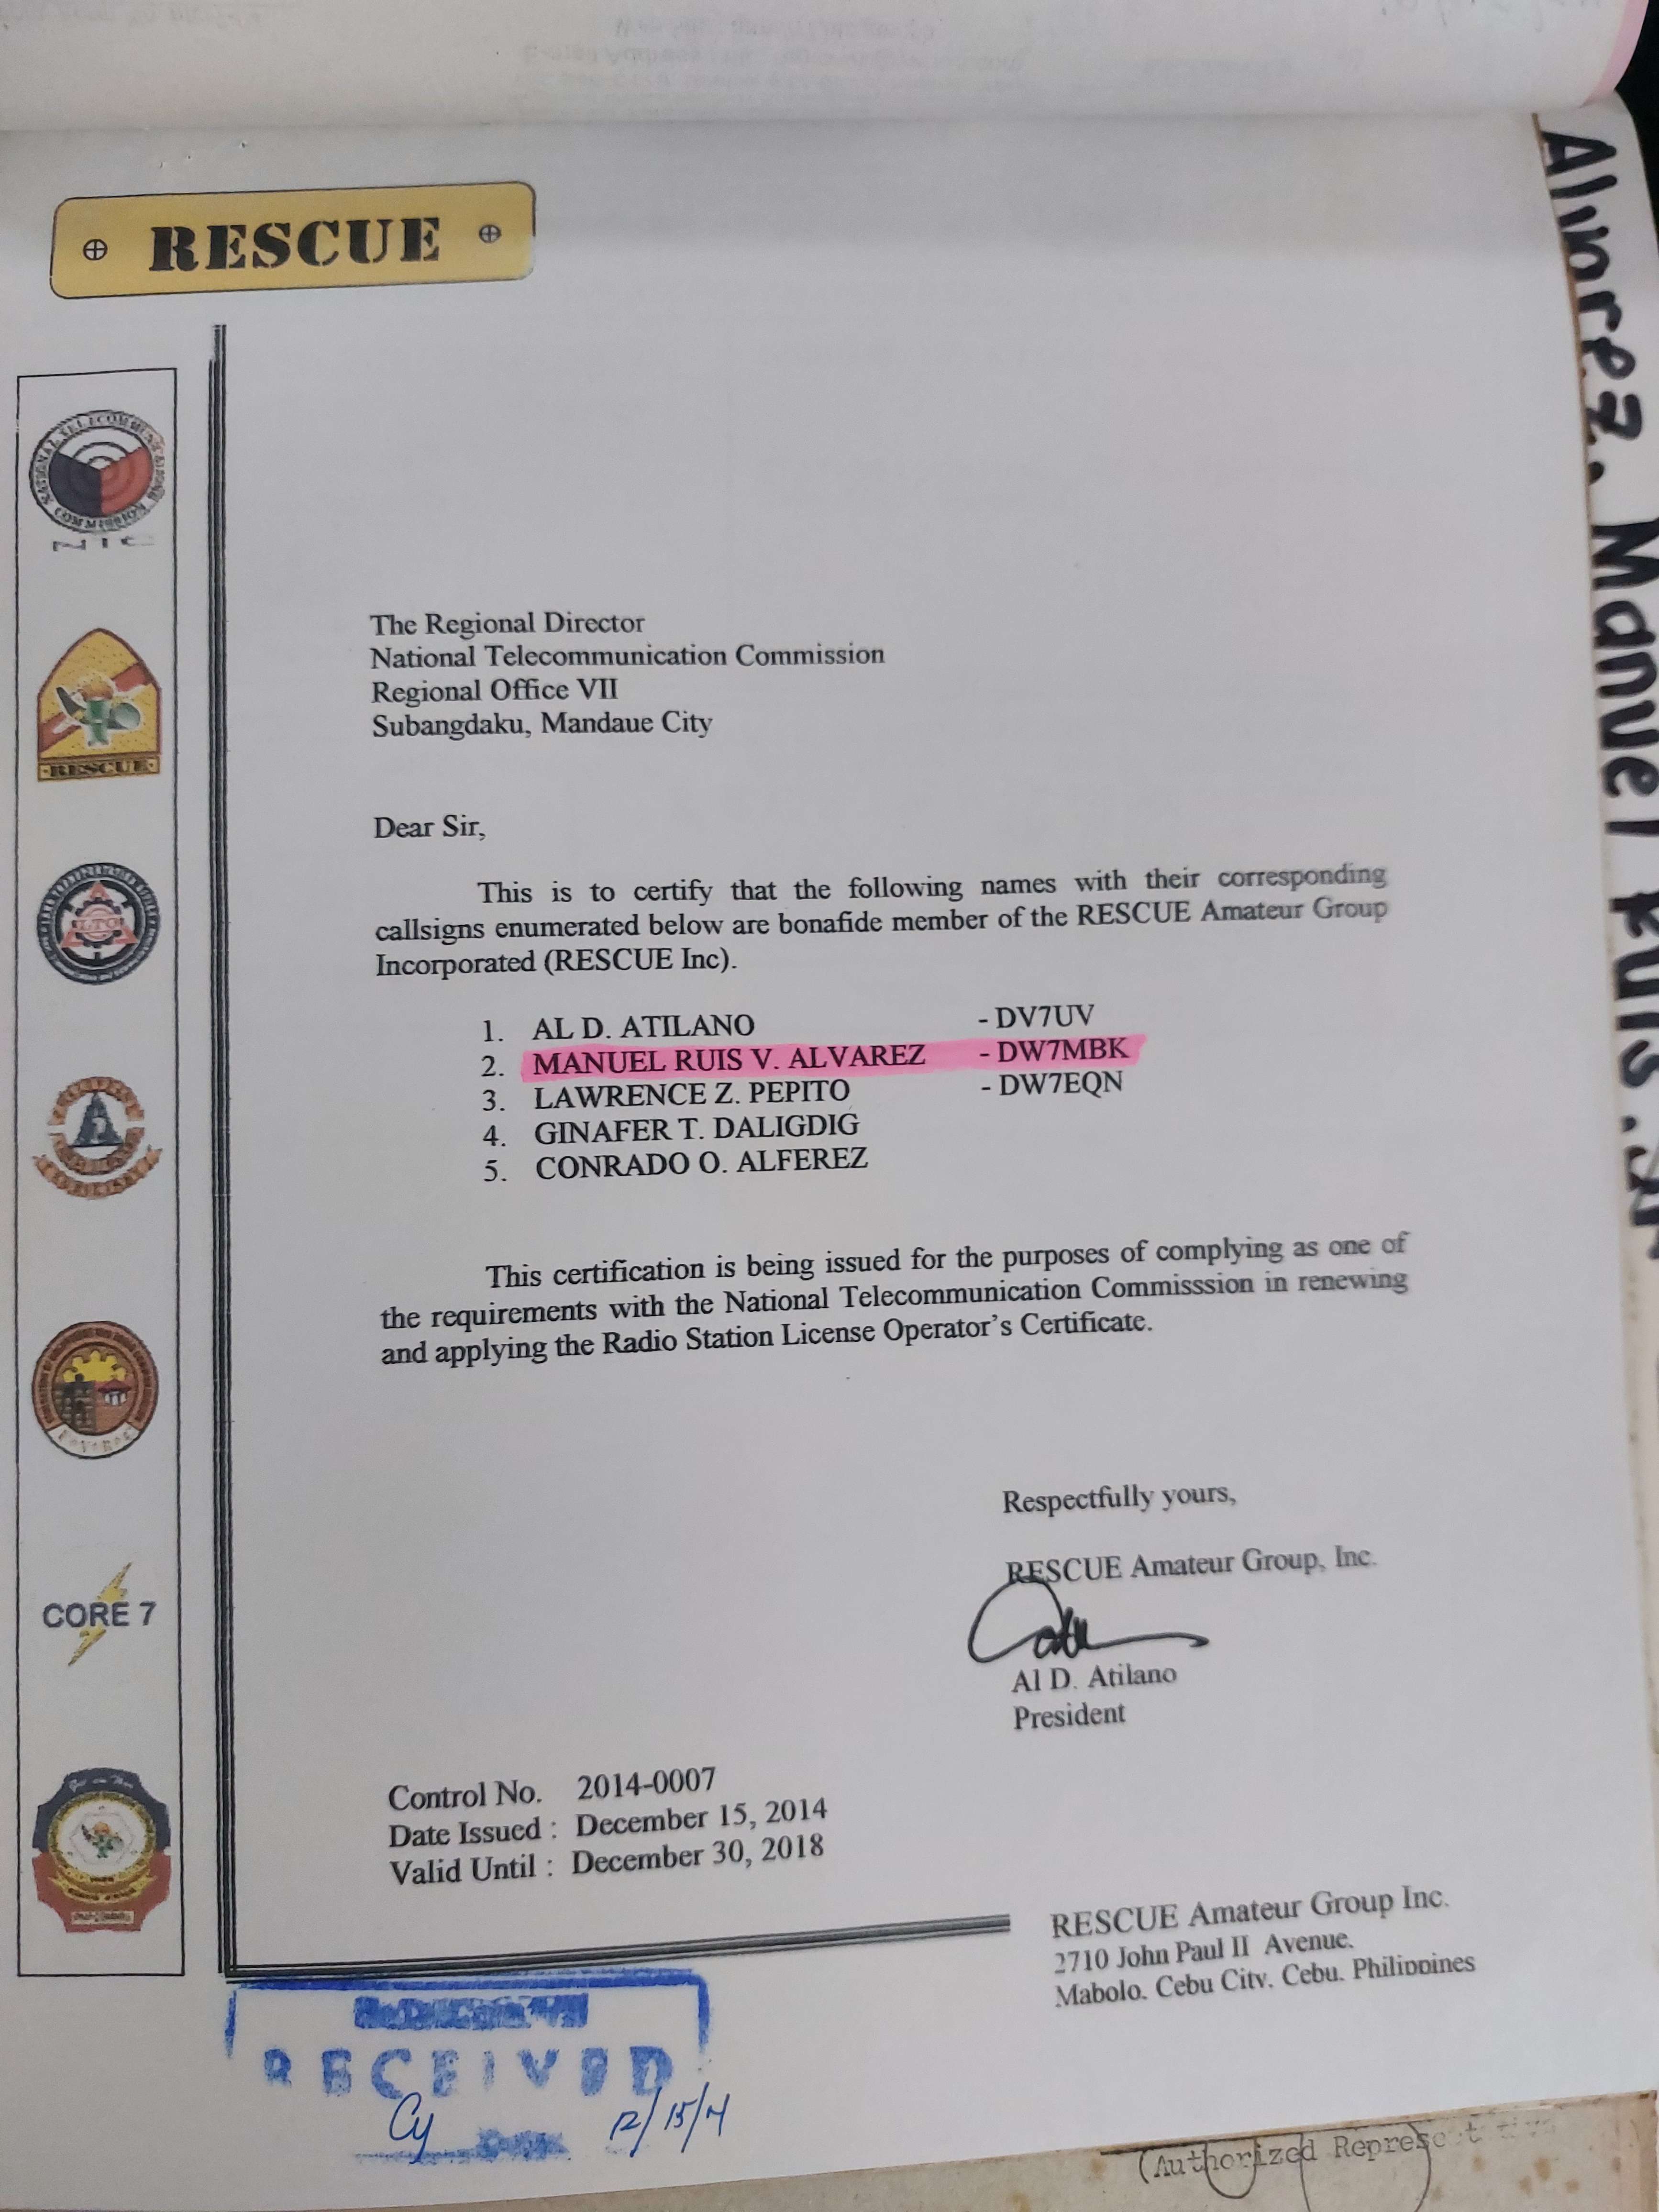 RESCUE
NATIONAL TELECOMMUNICATIONS COMMISSION
NTC
RESCUE
LTO
CORE 7
The Regional Director
National Telecommunication Commission
Regional Office VII
Subangdaku, Mandaue City
Dear Sir,
This is to certify that the following names with their corresponding
callsigns enumerated below are bonafide member of the RESCUE Amateur Group
Incorporated (RESCUE Inc).
1. AL D. ATILANO - DV7UV
2. MANUEL RUIS V. ALVAREZ - DW7MBK
3. LAWRENCE Z. PEPITO - DW7EQN
4. GINAFER T. DALIGDIG
5. CONRADO O. ALFEREZ
This certification is being issued for the purposes of complying as one of
the requirements with the National Telecommunication Commisssion in renewing
and applying the Radio Station License Operator's Certificate.
Respectfully yours,
RESCUE Amateur Group, Inc.
Al D. Atilano
President
Control No. 2014-0007
Date Issued : December 15, 2014
Valid Until : December 30, 2018
RESCUE Amateur Group Inc.
2710 John Paul II Avenue,
Mabolo, Cebu City, Cebu, Philippines
RECEIVED
12/15/14
(Authorized Representative
Alvarez, Manuel Ruis